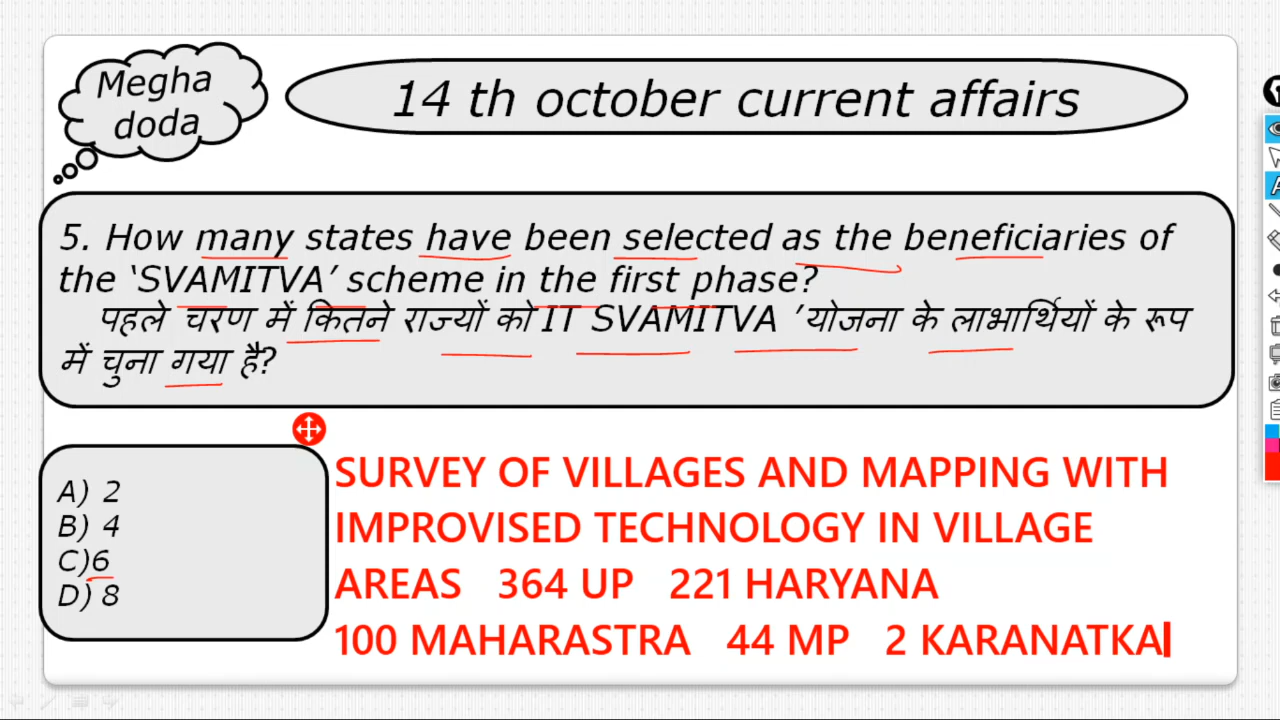 Megha
doda
14 th october current affairs
5. How many states have been selected as the beneficiaries of
the ‘SVAMITVA’ scheme in the first phase?
पहले चरण में कितने राज्यों को IT SVAMITVA ’योजना के लाभार्थियों के रूप
में चुना गया है?
A) 2
B) 4
C)6
D) 8
SURVEY OF VILLAGES AND MAPPING WITH
IMPROVISED TECHNOLOGY IN VILLAGE
AREAS 364 UP 221 HARYANA
100 MAHARASTRA 44 MP 2 KARANATKA